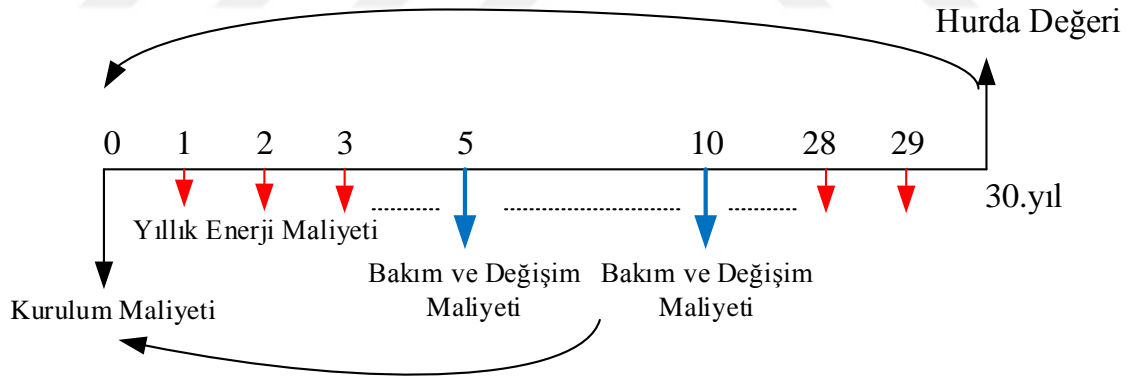 Hurda Değeri
0 1 2 3 5 10 28 29
30.yıl
Yıllık Enerji Maliyeti
Bakım ve Değişim Bakım ve Değişim
Maliyeti Maliyeti
Kurulum Maliyeti